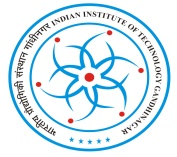 भारतीय प्रौद्योगिकी संस्थान गांधीनगर
INDIAN INSTITUTE OF TECHNOLOGY GANDHINAGAR